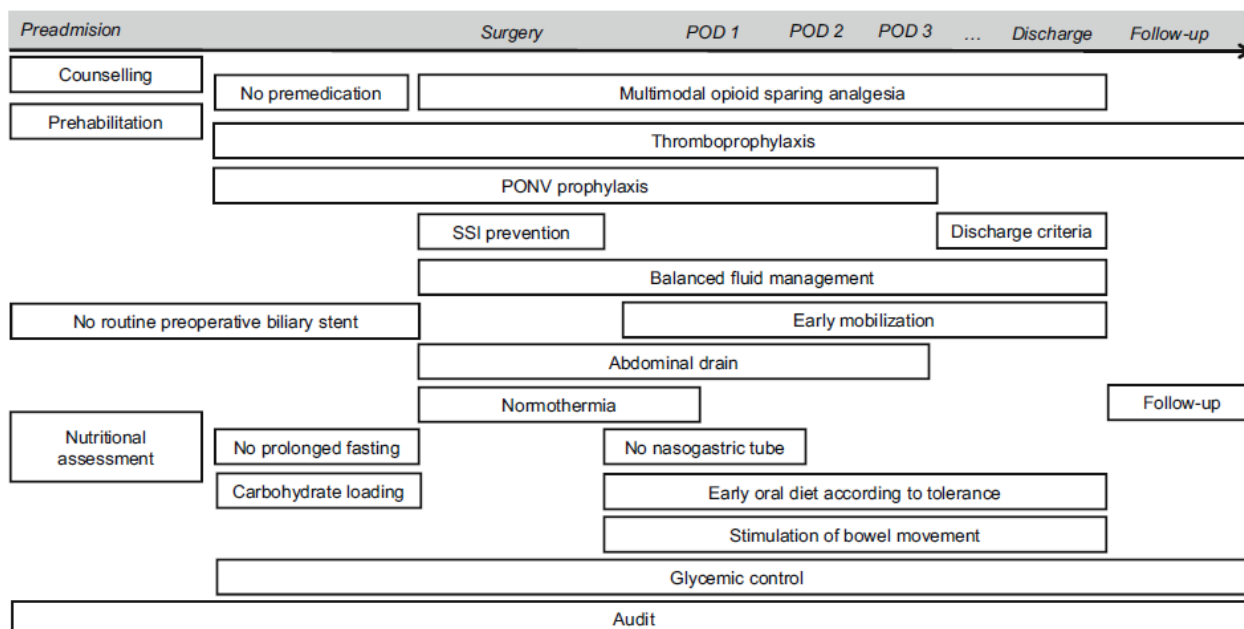 Preadmision Surgery POD 1 POD 2 POD 3 ... Discharge Follow-up
Counselling
No premedication Multimodal opioid sparing analgesia
Prehabilitation
Thromboprophylaxis
PONV prophylaxis
SSI prevention Discharge criteria
Balanced fluid management
No routine preoperative biliary stent Early mobilization
Abdominal drain
Normothermia Follow-up
Nutritional
assessment
No prolonged fasting No nasogastric tube
Carbohydrate loading Early oral diet according to tolerance
Stimulation of bowel movement
Glycemic control
Audit